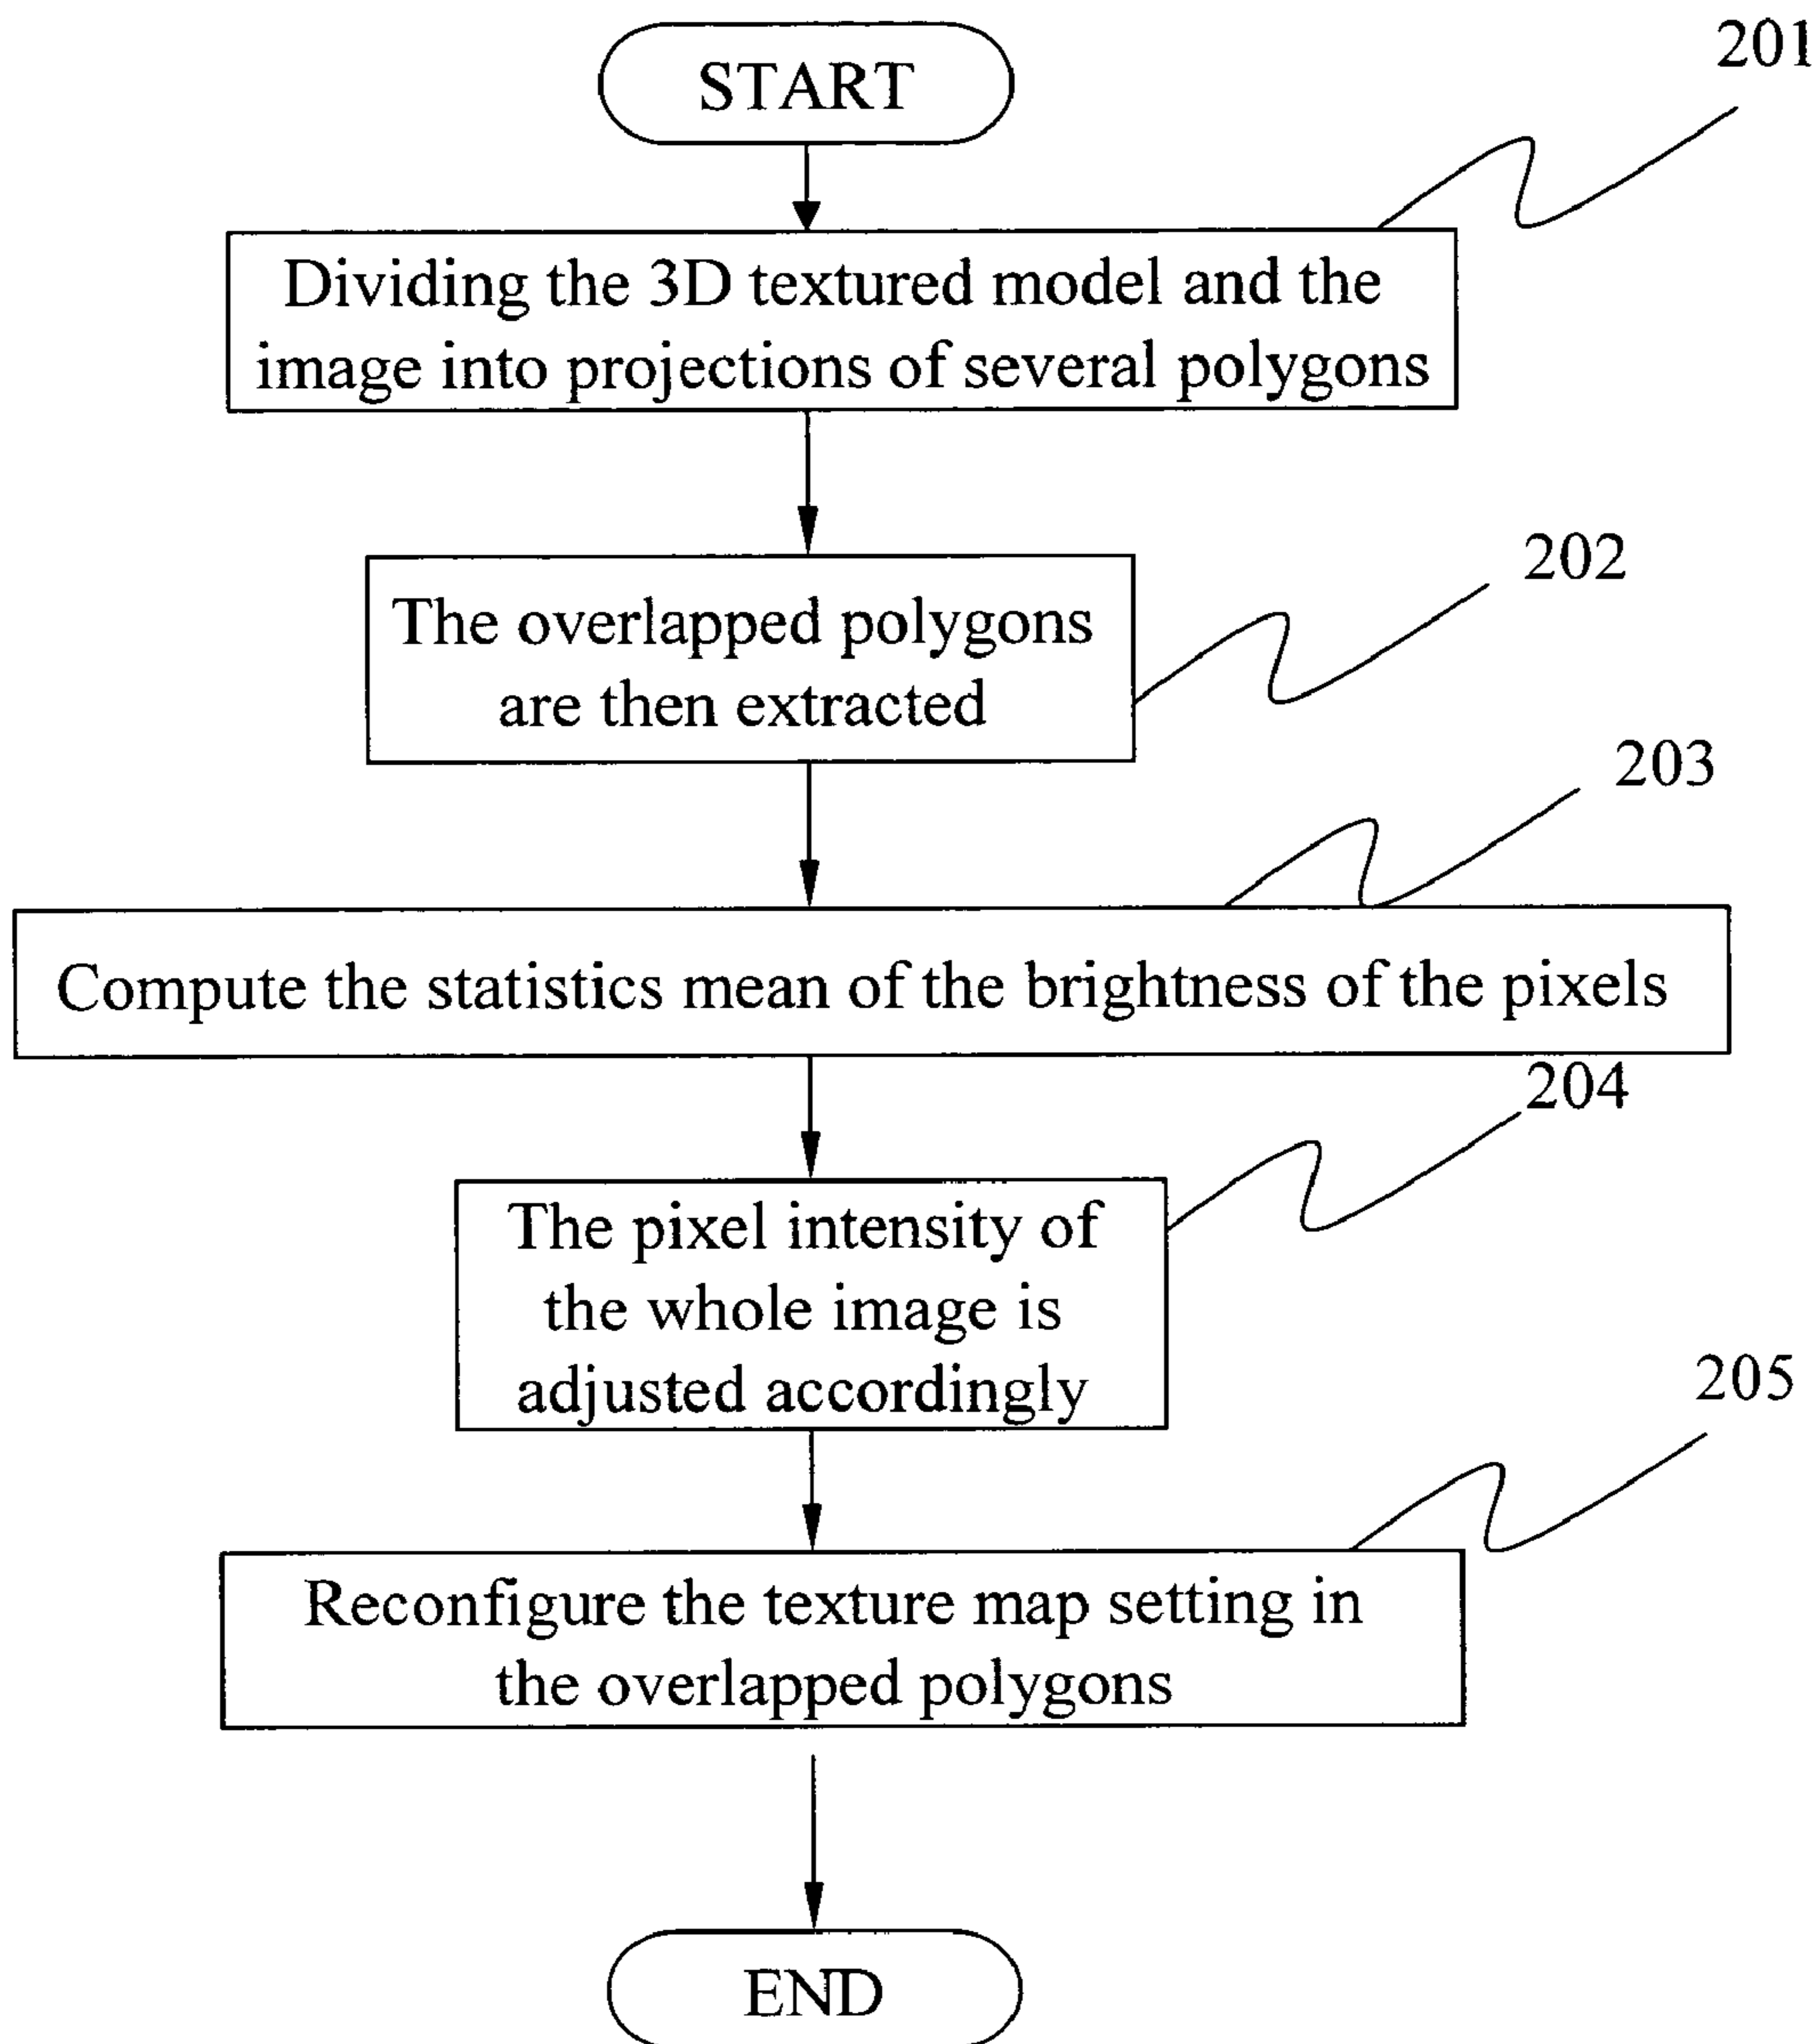 START
201
Dividing the 3D textured model and the
image into projections of several polygons
202
The overlapped polygons
are then extracted
203
Compute the statistics mean of the brightness of the pixels
204
The pixel intensity of
the whole image is
adjusted accordingly
205
Reconfigure the texture map setting in
the overlapped polygons
END